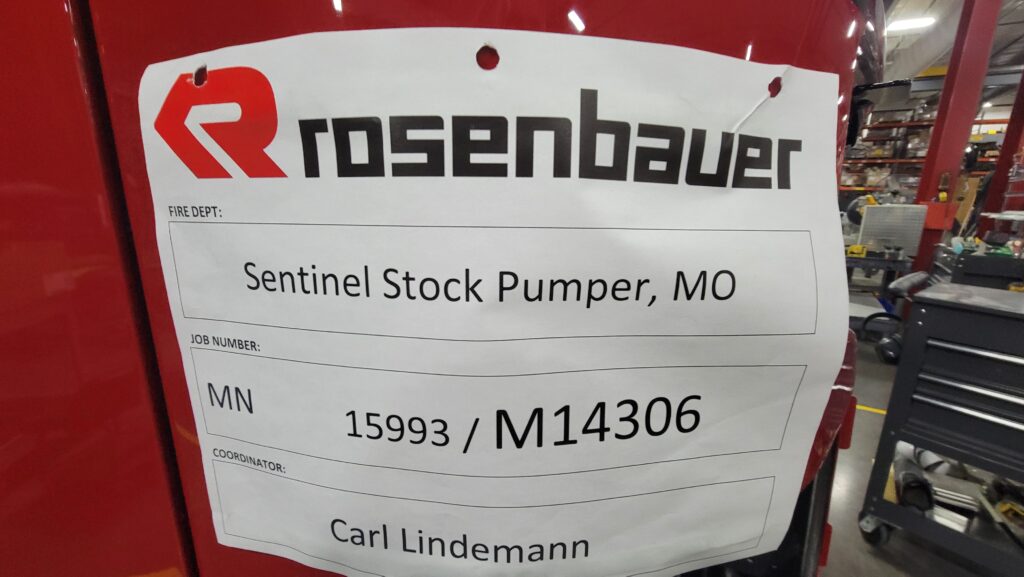 rosenbauer
FIRE DEPT:
Sentinel Stock Pumper, MO
JOB NUMBER:
MN 15993 / M14306
COORDINATOR:
Carl Lindemann